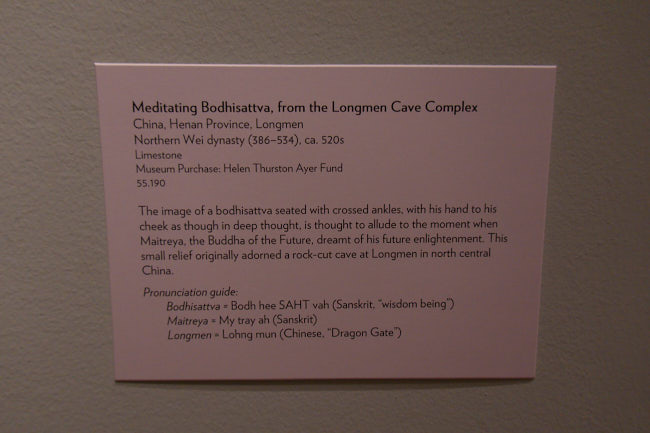 Meditating Bodhisattva, from the Longmen Cave Complex
China, Henan Province, Longmen
Northern Wei dynasty (386–534), ca. 520s
Limestone
Museum Purchase: Helen Thurston Ayer Fund
55.190
The image of a bodhisattva seated with crossed ankles, with his hand to his
cheek as though in deep thought, is thought to allude to the moment when
Maitreya, the Buddha of the Future, dreamt of his future enlightenment. This
small relief originally adorned a rock-cut cave at Longmen in north central
China.
Pronunciation guide:
Bodhisattva = Bodh hee SAHT vah (Sanskrit, "wisdom being")
Maitreya = My tray ah (Sanskrit)
Longmen = Lohng mun (Chinese, "Dragon Gate")